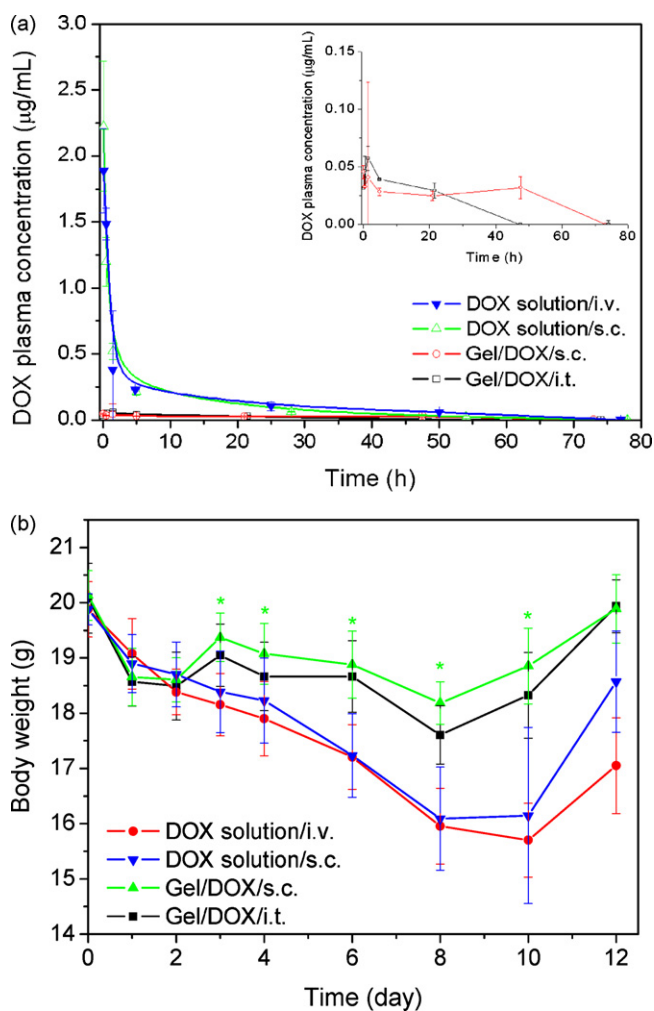 (a)
3.0
2.5
2.0
1.5
1.0
0.5
0.0
DOX plasma concentration (μg/mL)
0 10 20 30 40 50 60 70 80
Time (h)
0.15
0.10
0.05
0.00
DOX plasma concentration (μg/mL)
0 20 40 60 80
Time (h)
DOX solution/i.v.
DOX solution/s.c.
Gel/DOX/s.c.
Gel/DOX/i.t.
(b)
21
20
19
18
17
16
15
14
Body weight (g)
* * * * *
DOX solution/i.v.
DOX solution/s.c.
Gel/DOX/s.c.
Gel/DOX/i.t.
0 2 4 6 8 10 12
Time (day)